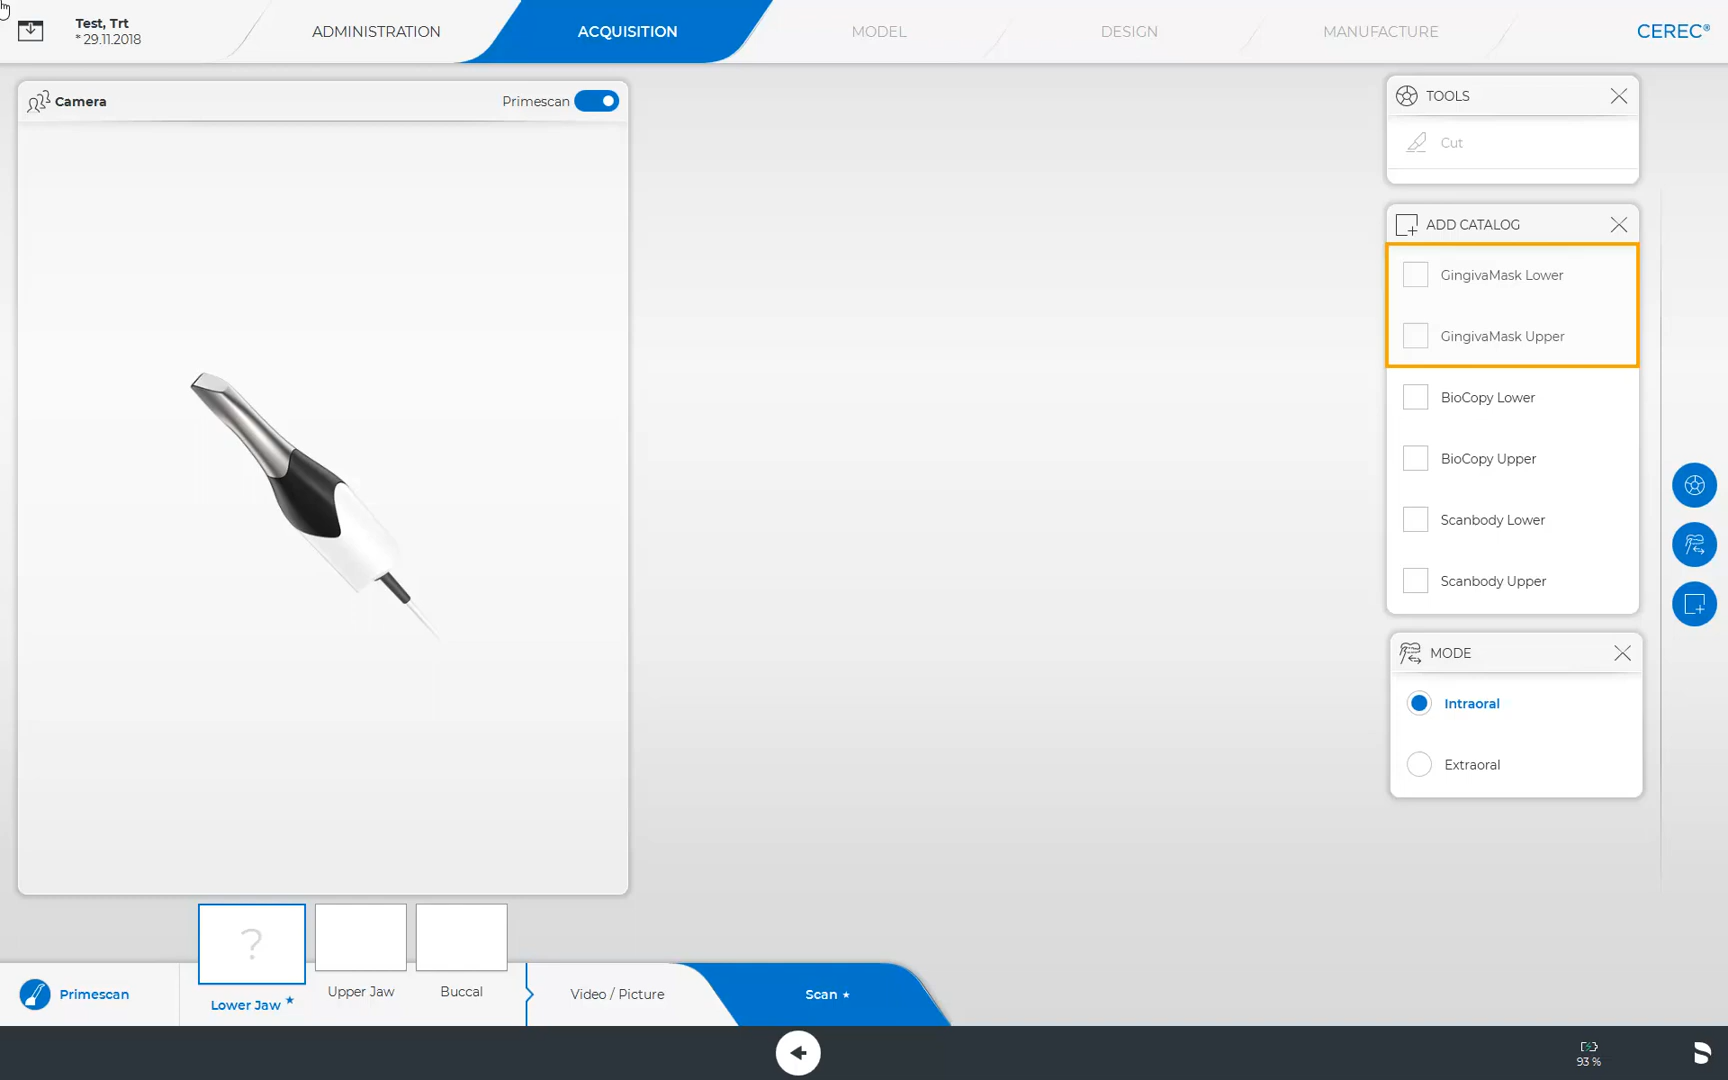 Test, Trt
* 29.11.2018
ADMINISTRATION
ACQUISITION
MODEL
DESIGN
MANUFACTURE
CEREC®
Camera
Primescan
TOOLS
Cut
ADD CATALOG
GingivaMask Lower
GingivaMask Upper
BioCopy Lower
BioCopy Upper
Scanbody Lower
Scanbody Upper
MODE
Intraoral
Extraoral
?
Primescan
Lower Jaw *
Upper Jaw
Buccal
Video / Picture
Scan *
93 %